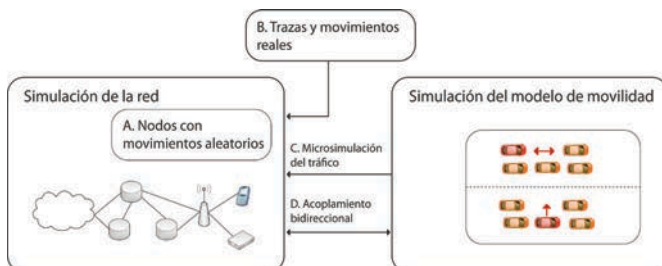 B. Trazas y movimientos
reales
Simulación de la red
A. Nodos con
movimientos aleatorios
C. Microsimulación
del tráfico
D. Acoplamiento
bidireccional
Simulación del modelo de movilidad